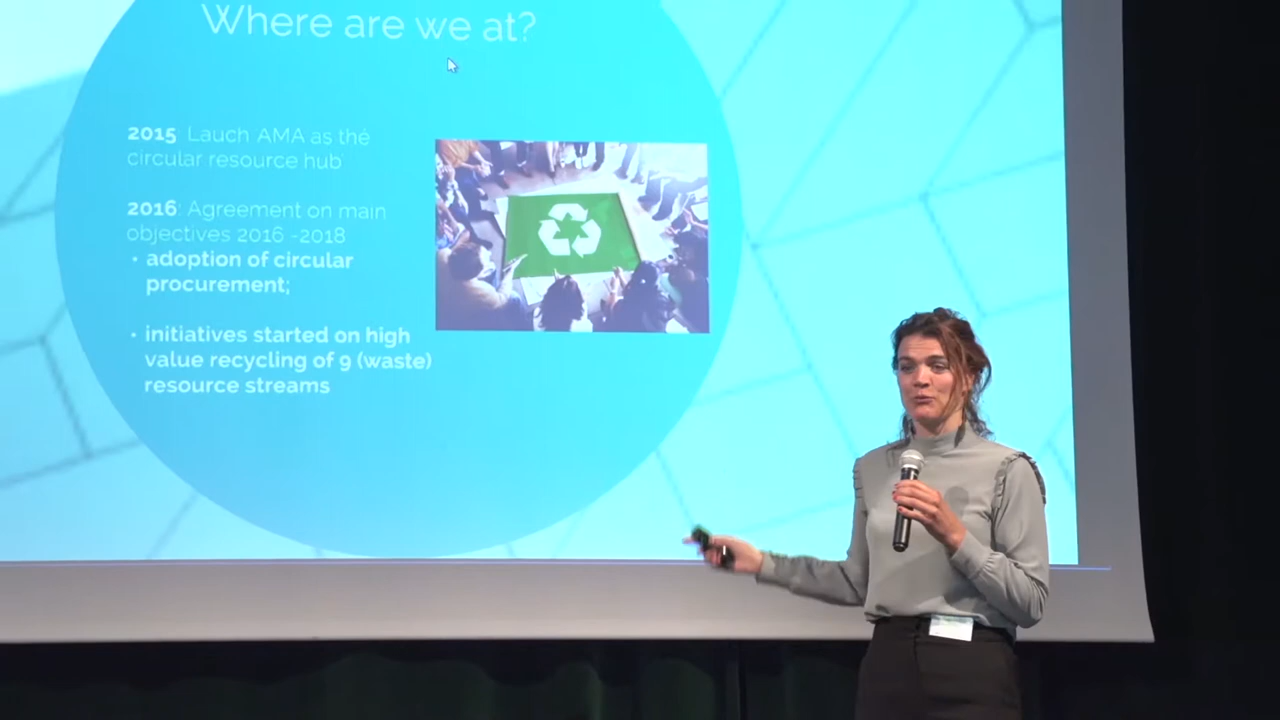 Where are we at?
2015: Lauch AMA as the
circular resource hub
2016: Agreement on main
objectives 2016 -2018
• adoption of circular
procurement;
• initiatives started on high
value recycling of 9 (waste)
resource streams